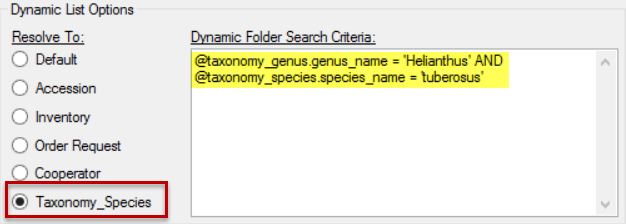 Dynamic List Options
Resolve To:
Dynamic Folder Search Criteria:
Default
Accession
Inventory
Order Request
Cooperator
Taxonomy_Species
@taxonomy_genus.genus_name = 'Helianthus' AND
@taxonomy_species.species_name = 'tuberosus'